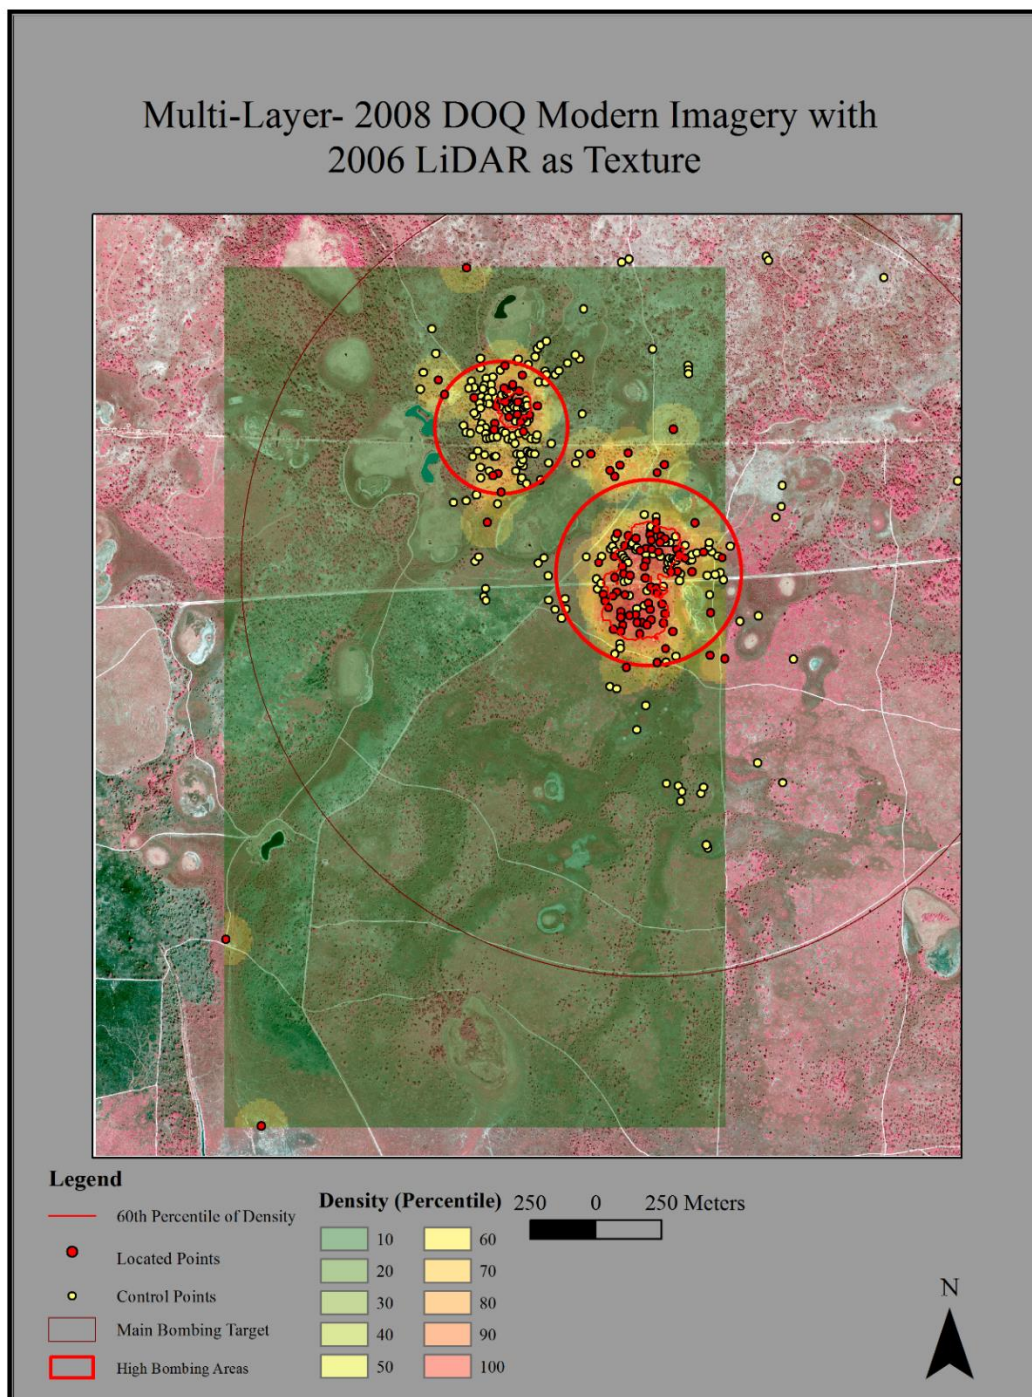 Multi-Layer- 2008 DOQ Modern Imagery with
2006 LiDAR as Texture
Legend
60th Percentile of Density
Located Points
Control Points
Main Bombing Target
High Bombing Areas
Density (Percentile)
10
20
30
40
50
60
70
80
90
100
250 0 250 Meters
N